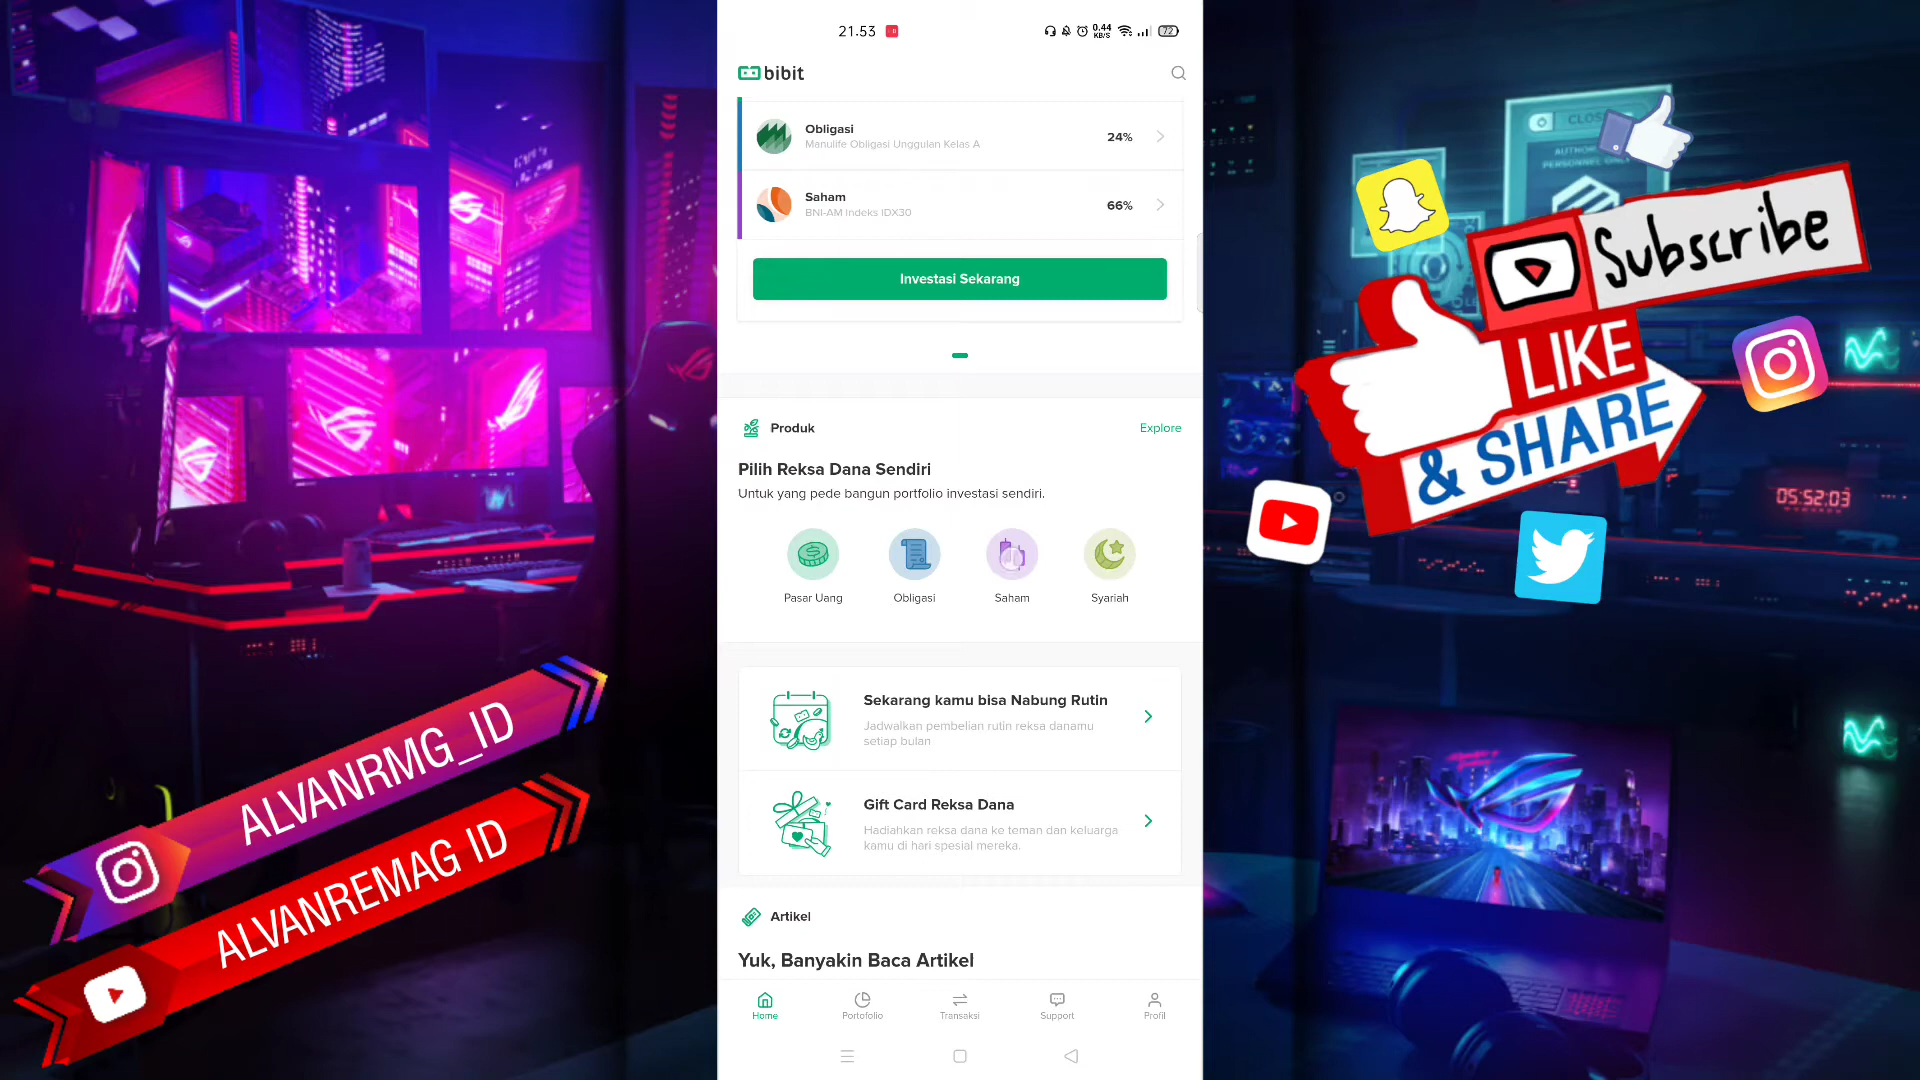 21.53
0.44
KB/S
72
bibit
Obligasi
Manulife Obligasi Unggulan Kelas A
24%
Saham
BNI-AM Indeks IDX30
66%
Investasi Sekarang
Produk
Explore
Pilih Reksa Dana Sendiri
Untuk yang pede bangun portfolio investasi sendiri.
Pasar Uang
Obligasi
Saham
Syariah
Sekarang kamu bisa Nabung Rutin
Jadwalkan pembelian rutin reksa danamu
setiap bulan
Gift Card Reksa Dana
Hadiahkan reksa dana ke teman dan keluarga
kamu di hari spesial mereka.
Artikel
Yuk, Banyakin Baca Artikel
Home
Portofolio
Transaksi
Support
Profil
ALVANRMG_ID
ALVANREMAG ID
Subscribe
LIKE
& SHARE
05:52:03